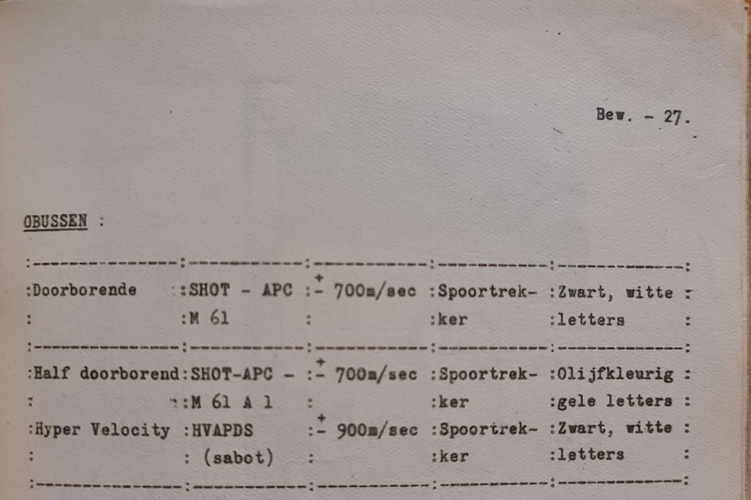 Bew. - 27.
OBUSSEN :
:----------------:-------------:-------------:-------------:---------------:
:Doorborende :SHOT - APC :± 700m/sec :Spoortrek- :Zwart, witte :
: :M 61 : :ker :letters :
:----------------:-------------:-------------:-------------:---------------:
:Half doorborend:SHOT-APC - :± 700m/sec :Spoortrek- :Olijfkleurig :
: :M 61 A 1 : :ker :gele letters :
:Hyper Velocity :HVAPDS :± 900m/sec :Spoortrek- :Zwart, witte :
: : (sabot) : :ker :letters :
:----------------:-------------:-------------:-------------:---------------: